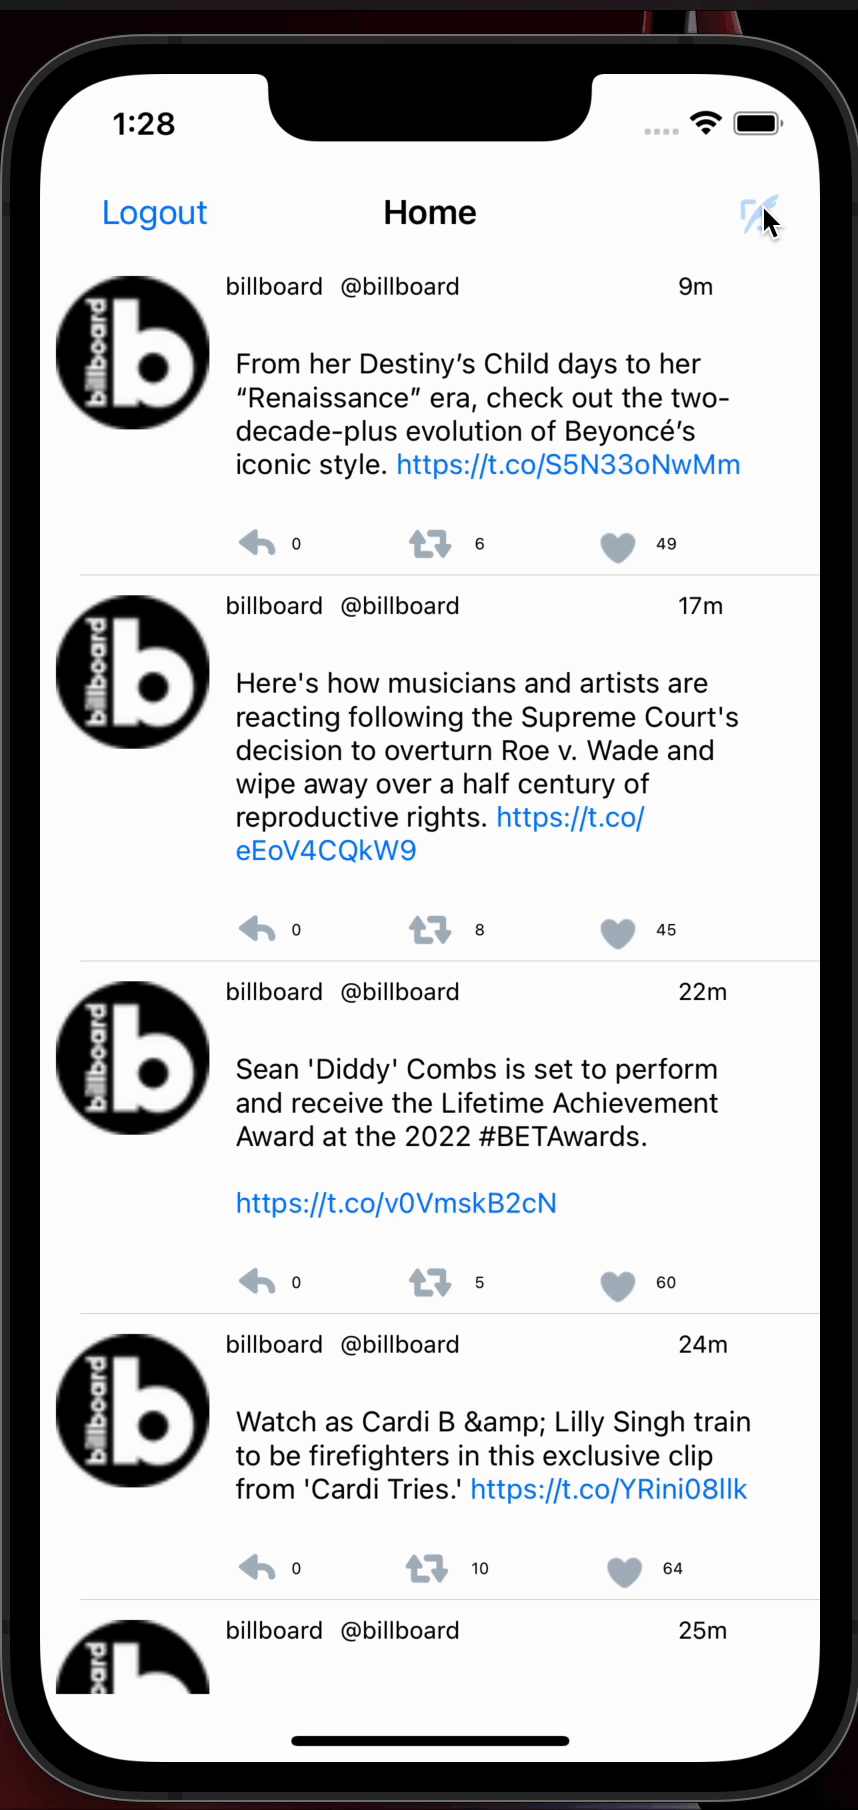 1:28
Logout Home
billboard @billboard 9m
billboard b
From her Destiny’s Child days to her
“Renaissance” era, check out the two-
decade-plus evolution of Beyoncé’s
iconic style. https://t.co/S5N33oNwMm
0 6 49
billboard @billboard 17m
billboard b
Here's how musicians and artists are
reacting following the Supreme Court's
decision to overturn Roe v. Wade and
wipe away over a half century of
reproductive rights. https://t.co/
eEoV4CQkW9
0 8 45
billboard @billboard 22m
billboard b
Sean 'Diddy' Combs is set to perform
and receive the Lifetime Achievement
Award at the 2022 #BETAwards.
https://t.co/v0VmskB2cN
0 5 60
billboard @billboard 24m
billboard b
Watch as Cardi B &amp; Lilly Singh train
to be firefighters in this exclusive clip
from 'Cardi Tries.' https://t.co/YRini08llk
0 10 64
billboard @billboard 25m